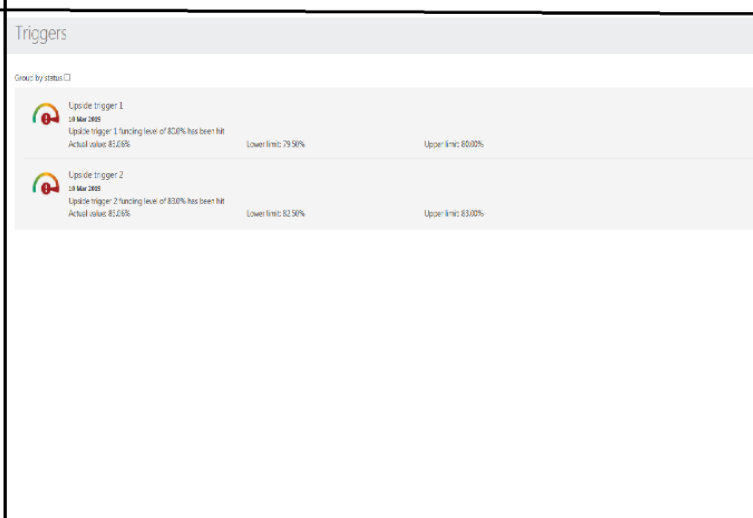 Triggers
Group by status
Upside trigger 1
10 Mar 2015
Upside trigger 1 funding level of 80.0% has been hit
Actual value: 83.06% Lower limit: 79.50% Upper limit: 80.00%
Upside trigger 2
10 Mar 2015
Upside trigger 2 funding level of 83.0% has been hit
Actual value: 83.06% Lower limit: 82.50% Upper limit: 83.00%